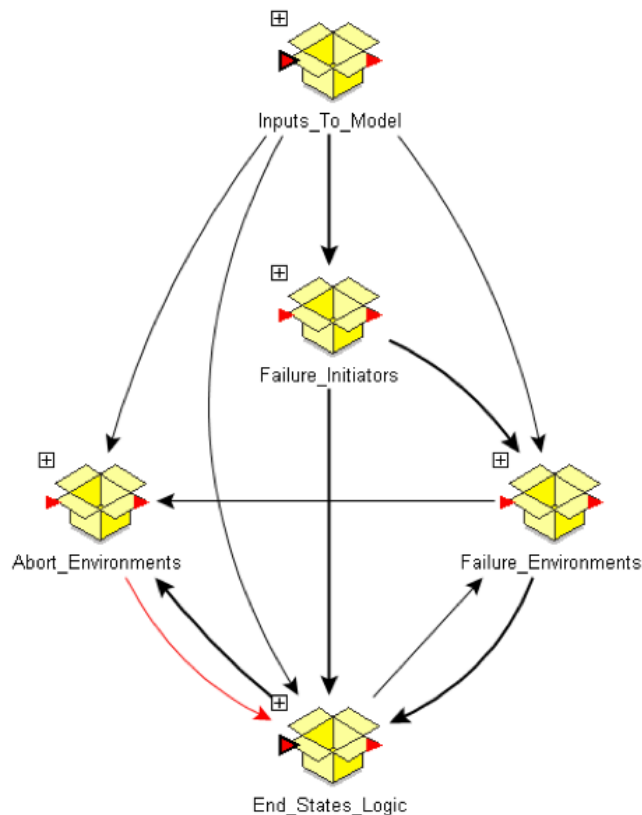 Inputs_To_Model
Failure_Initiators
Abort_Environments
Failure_Environments
End_States_Logic